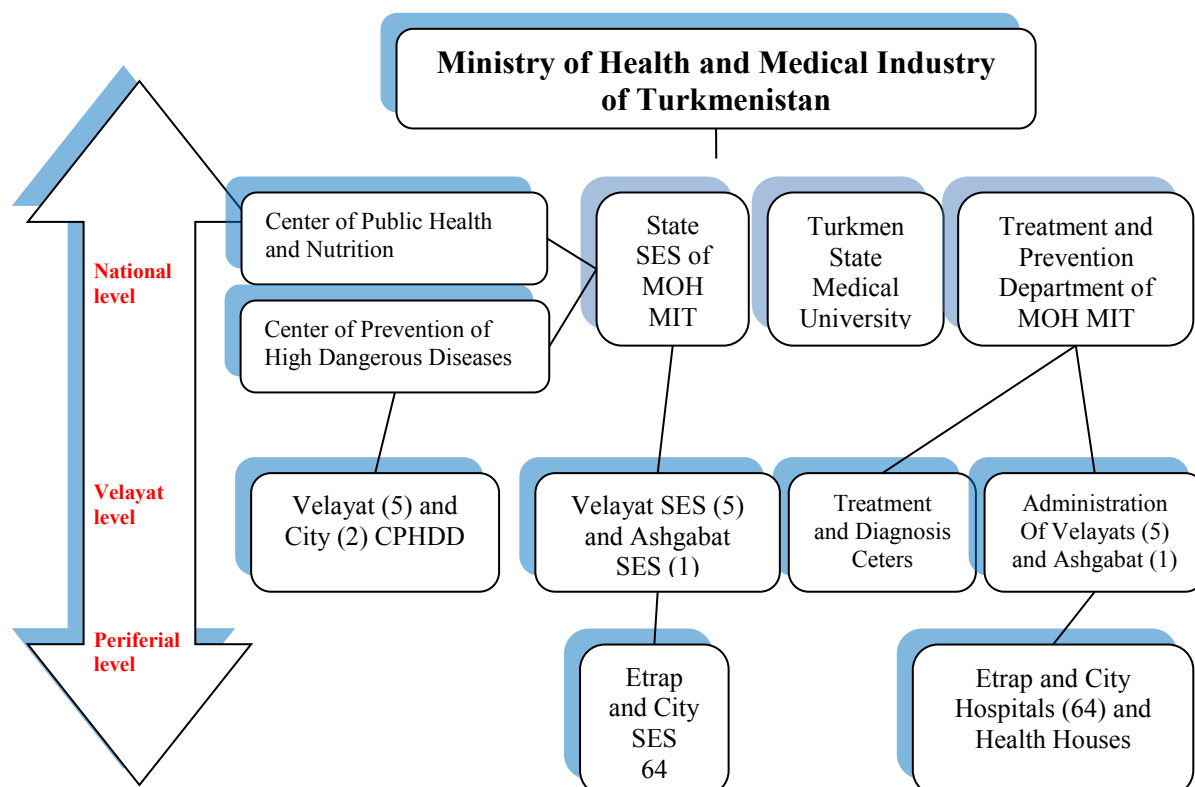 Ministry of Health and Medical Industry
of Turkmenistan
Center of Public Health
and Nutrition
State
SES of
MOH
MIT
Turkmen
State
Medical
University
Treatment and
Prevention
Department of
MOH MIT
National
level
Center of Prevention of
High Dangerous Diseases
Velayat
level
Velayat (5) and
City (2) CPHDD
Velayat SES (5)
and Ashgabat
SES (1)
Treatment
and Diagnosis
Ceters
Administration
Of Velayats (5)
and Ashgabat (1)
Periferial
level
Etrap
and City
SES
64
Etrap and City
Hospitals (64) and
Health Houses